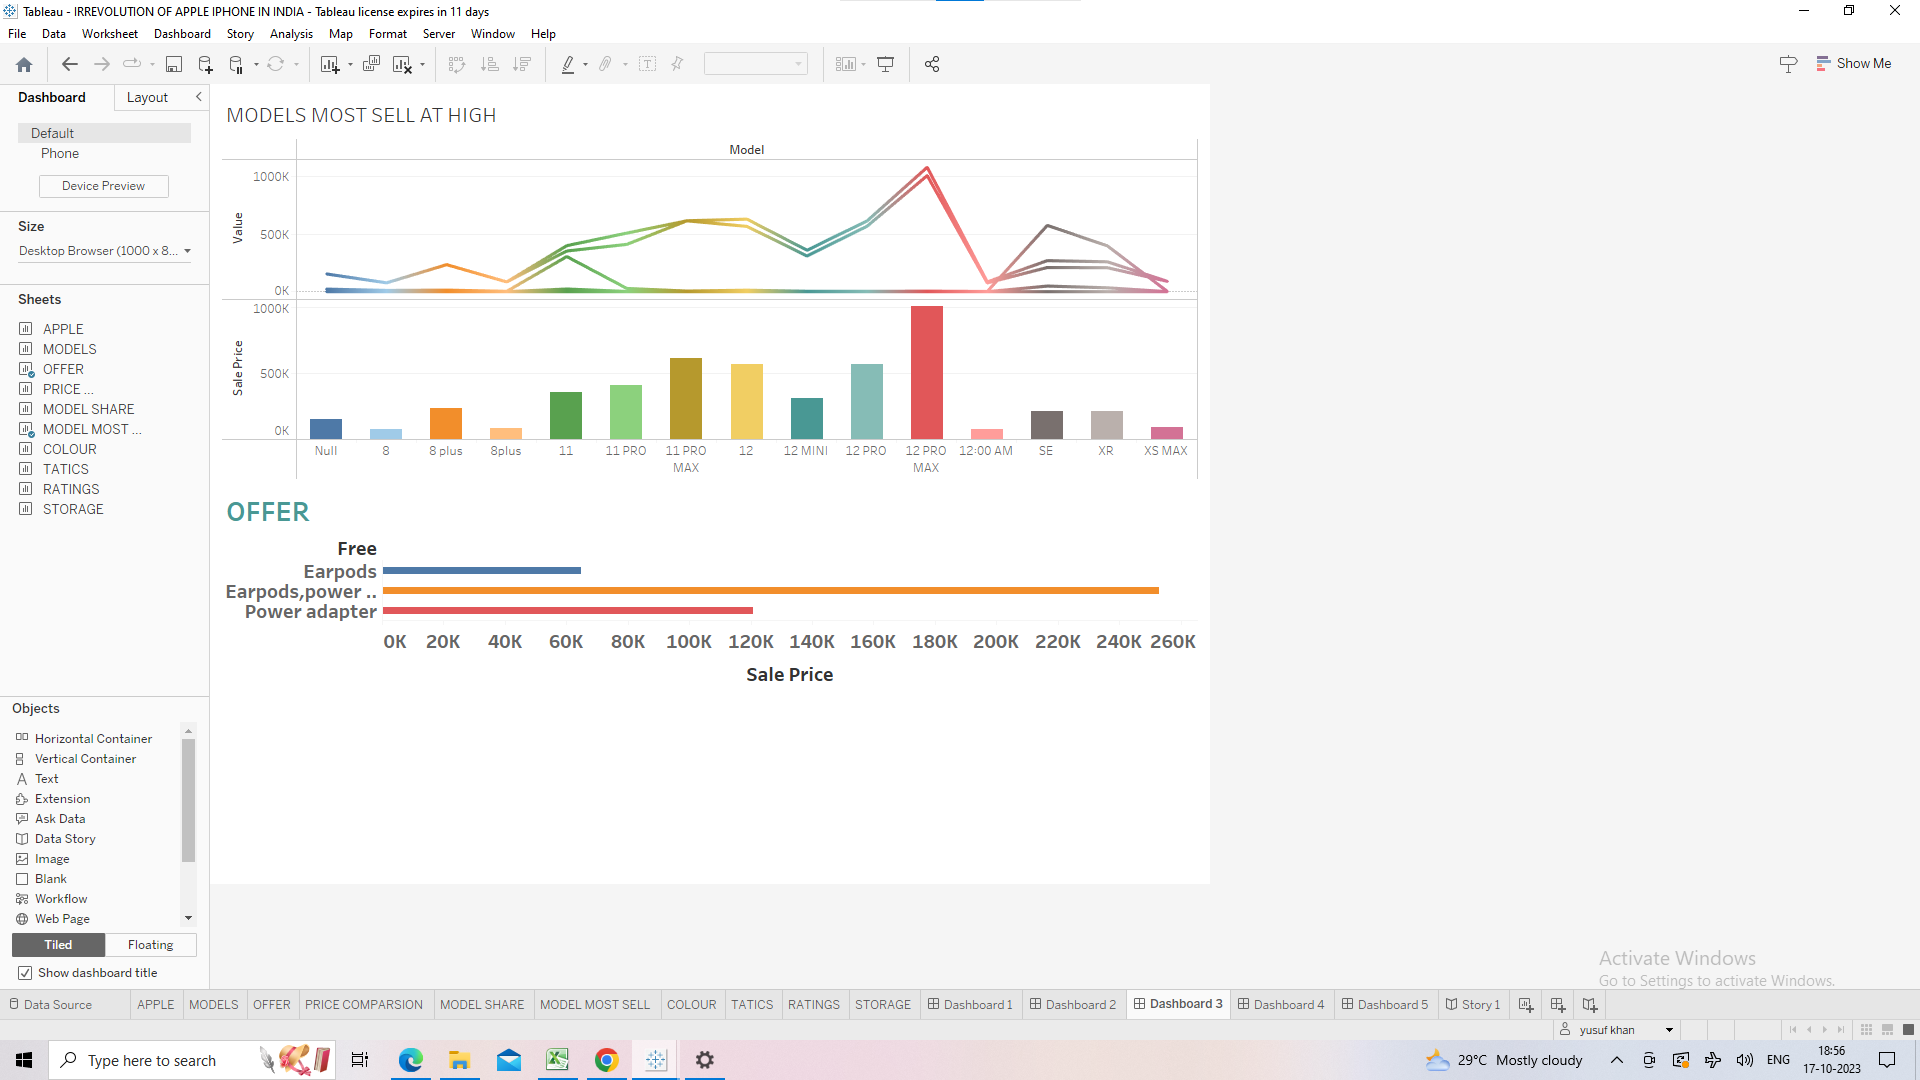 Tableau - IRREVOLUTION OF APPLE IPHONE IN INDIA - Tableau license expires in 11 days
File Data Worksheet Dashboard Story Analysis Map Format Server Window Help
Show Me
Dashboard Layout
Default
Phone
Device Preview
Size
Desktop Browser (1000 x 8...
Sheets
APPLE
MODELS
OFFER
PRICE ...
MODEL SHARE
MODEL MOST ...
COLOUR
TATICS
RATINGS
STORAGE
Objects
Horizontal Container
Vertical Container
Text
Extension
Ask Data
Data Story
Image
Blank
Workflow
Web Page
Tiled Floating
Show dashboard title
MODELS MOST SELL AT HIGH
Model
Value
1000K
500K
0K
Sale Price
1000K
500K
0K
Null 8 8 plus 8plus 11 11 PRO 11 PRO MAX 12 12 MINI 12 PRO 12 PRO MAX 12:00 AM SE XR XS MAX
OFFER
Free
Earpods
Earpods,power ..
Power adapter
0K 20K 40K 60K 80K 100K 120K 140K 160K 180K 200K 220K 240K 260K
Sale Price
Activate Windows
Go to Settings to activate Windows.
Data Source APPLE MODELS OFFER PRICE COMPARSION MODEL SHARE MODEL MOST SELL COLOUR TATICS RATINGS STORAGE Dashboard 1 Dashboard 2 Dashboard 3 Dashboard 4 Dashboard 5 Story 1
yusuf khan
Type here to search
29°C Mostly cloudy
ENG
18:56
17-10-2023